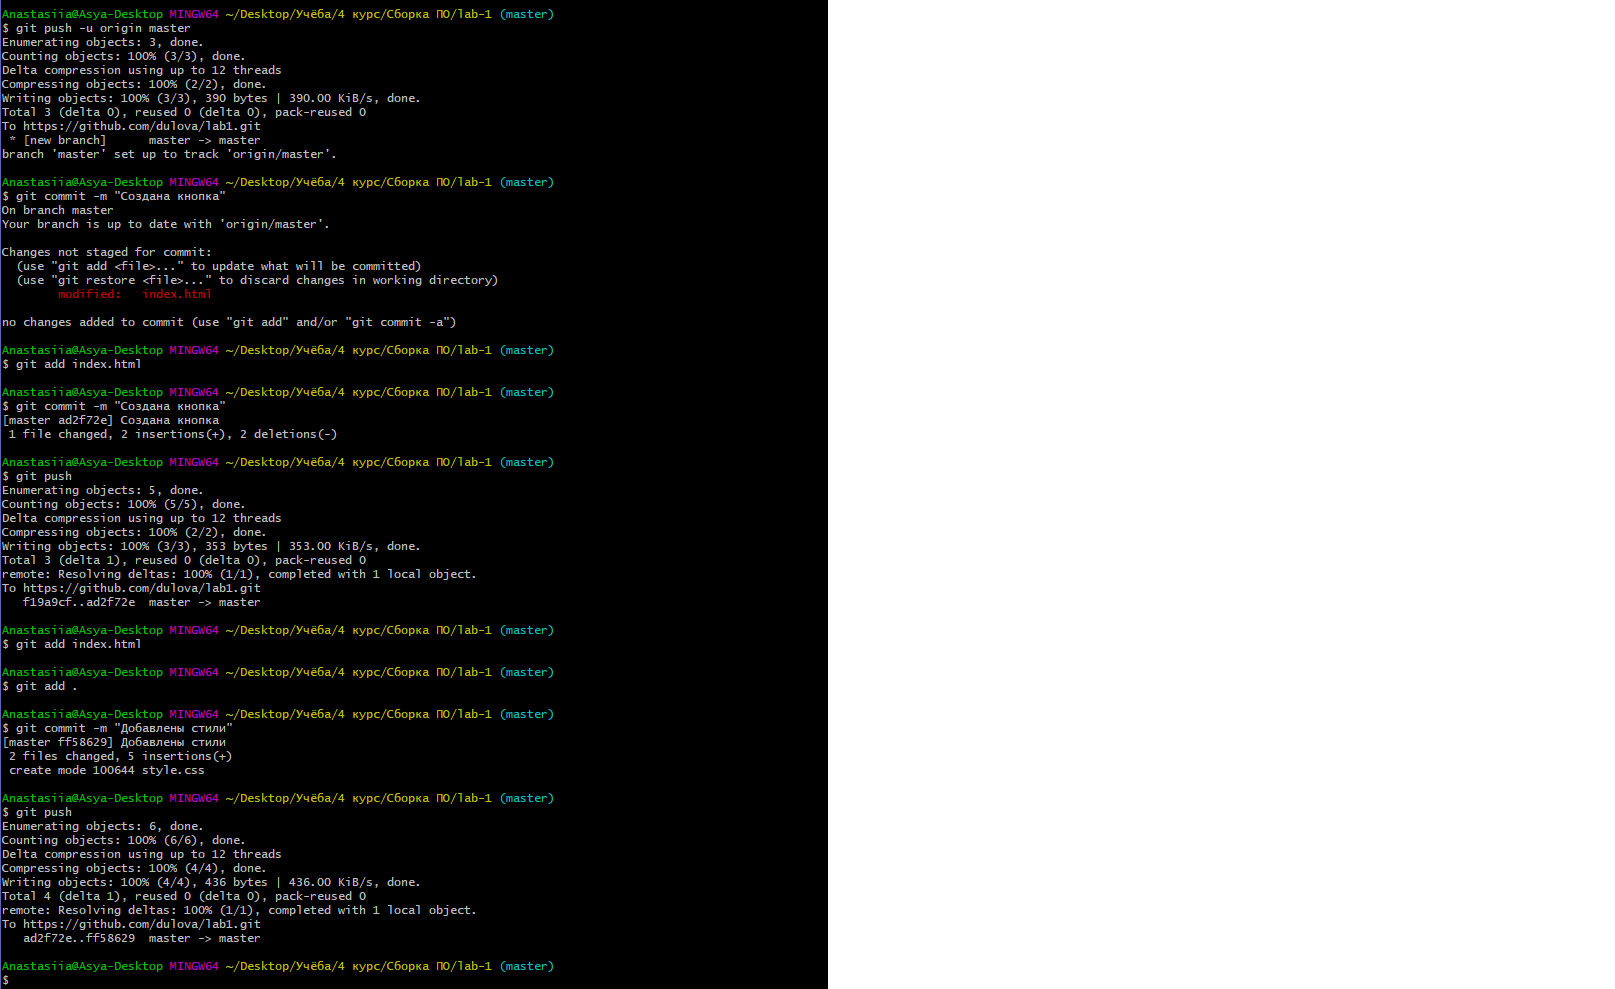 Anastasiia@Asya-Desktop MINGW64 ~/Desktop/Учёба/4 курс/Сборка ПО/lab-1 (master)
$ git push -u origin master
Enumerating objects: 3, done.
Counting objects: 100% (3/3), done.
Delta compression using up to 12 threads
Compressing objects: 100% (2/2), done.
Writing objects: 100% (3/3), 390 bytes | 390.00 KiB/s, done.
Total 3 (delta 0), reused 0 (delta 0), pack-reused 0
To https://github.com/dulova/lab1.git
 * [new branch]      master -> master
branch 'master' set up to track 'origin/master'.
Anastasiia@Asya-Desktop MINGW64 ~/Desktop/Учёба/4 курс/Сборка ПО/lab-1 (master)
$ git commit -m "Создана кнопка"
On branch master
Your branch is up to date with 'origin/master'.
Changes not staged for commit:
  (use "git add <file>..." to update what will be committed)
  (use "git restore <file>..." to discard changes in working directory)
        modified:   index.html
no changes added to commit (use "git add" and/or "git commit -a")
Anastasiia@Asya-Desktop MINGW64 ~/Desktop/Учёба/4 курс/Сборка ПО/lab-1 (master)
$ git add index.html
Anastasiia@Asya-Desktop MINGW64 ~/Desktop/Учёба/4 курс/Сборка ПО/lab-1 (master)
$ git commit -m "Создана кнопка"
[master ad2f72e] Создана кнопка
 1 file changed, 2 insertions(+), 2 deletions(-)
Anastasiia@Asya-Desktop MINGW64 ~/Desktop/Учёба/4 курс/Сборка ПО/lab-1 (master)
$ git push
Enumerating objects: 5, done.
Counting objects: 100% (5/5), done.
Delta compression using up to 12 threads
Compressing objects: 100% (2/2), done.
Writing objects: 100% (3/3), 353 bytes | 353.00 KiB/s, done.
Total 3 (delta 1), reused 0 (delta 0), pack-reused 0
remote: Resolving deltas: 100% (1/1), completed with 1 local object.
To https://github.com/dulova/lab1.git
   f19a9cf..ad2f72e  master -> master
Anastasiia@Asya-Desktop MINGW64 ~/Desktop/Учёба/4 курс/Сборка ПО/lab-1 (master)
$ git add index.html
Anastasiia@Asya-Desktop MINGW64 ~/Desktop/Учёба/4 курс/Сборка ПО/lab-1 (master)
$ git add .
Anastasiia@Asya-Desktop MINGW64 ~/Desktop/Учёба/4 курс/Сборка ПО/lab-1 (master)
$ git commit -m "Добавлены стили"
[master ff58629] Добавлены стили
 2 files changed, 5 insertions(+)
 create mode 100644 style.css
Anastasiia@Asya-Desktop MINGW64 ~/Desktop/Учёба/4 курс/Сборка ПО/lab-1 (master)
$ git push
Enumerating objects: 6, done.
Counting objects: 100% (6/6), done.
Delta compression using up to 12 threads
Compressing objects: 100% (4/4), done.
Writing objects: 100% (4/4), 436 bytes | 436.00 KiB/s, done.
Total 4 (delta 1), reused 0 (delta 0), pack-reused 0
remote: Resolving deltas: 100% (1/1), completed with 1 local object.
To https://github.com/dulova/lab1.git
   ad2f72e..ff58629  master -> master
Anastasiia@Asya-Desktop MINGW64 ~/Desktop/Учёба/4 курс/Сборка ПО/lab-1 (master)
$